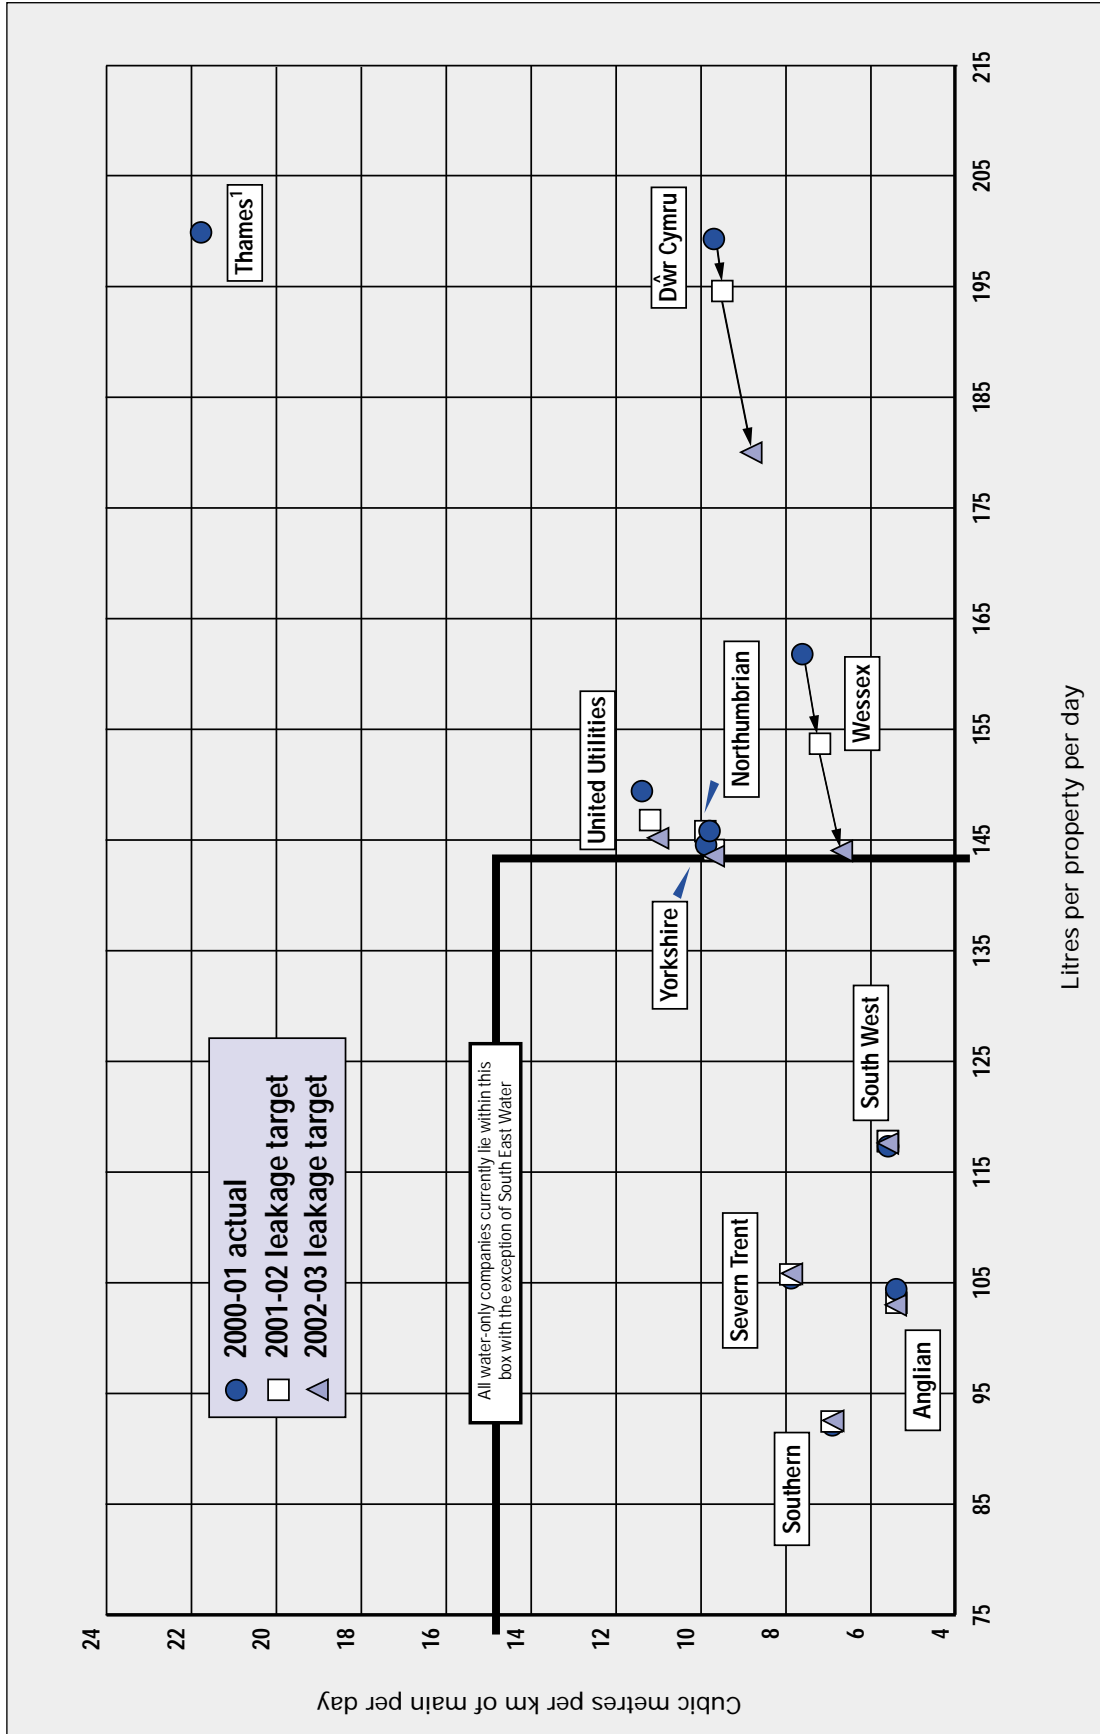 Cubic metres per km of main per day
24
22
20
18
16
14
12
10
8
6
4
75
85
95
105
115
125
135
145
155
165
175
185
195
205
215
Litres per property per day
2000-01 actual
2001-02 leakage target
2002-03 leakage target
All water-only companies currently lie within this
box with the exception of South East Water
Thames¹
Dŵr Cymru
United Utilities
Northumbrian
Yorkshire
Wessex
South West
Severn Trent
Anglian
Southern